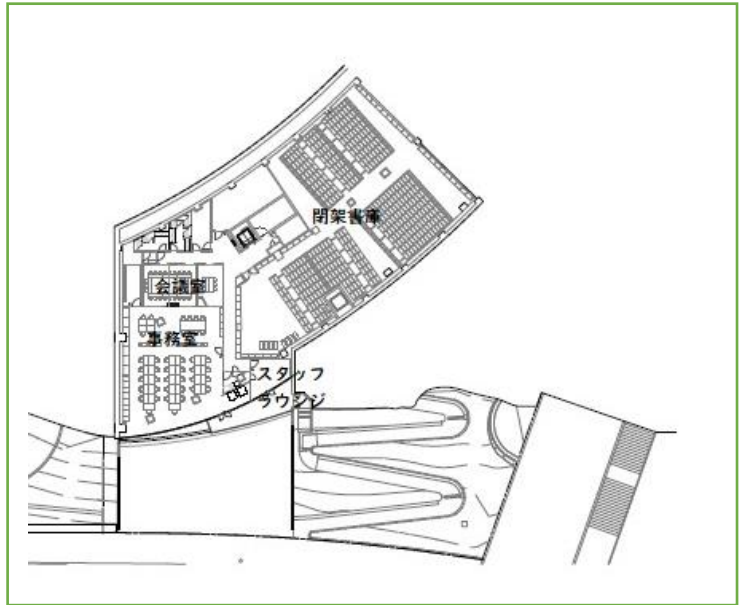 閉架書庫
会議室
事務室
スタッフ
ラウンジ